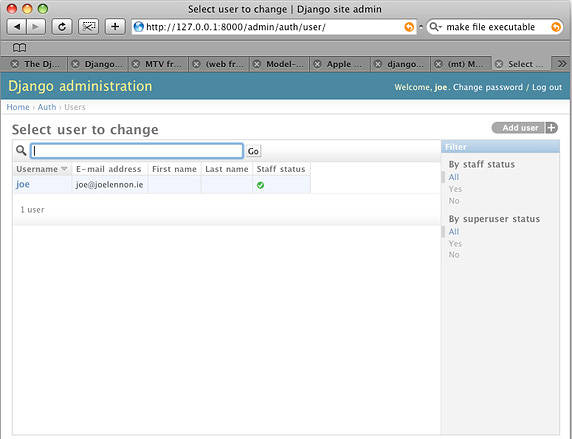 Select user to change | Django site admin
http://127.0.0.1:8000/admin/auth/user/
make file executable
The Dj...
Django...
MTV fr...
(web fr...
Model-...
Apple ...
django...
(mt) M...
Select ...
Django administration
Welcome, joe. Change password / Log out
Home › Auth › Users
Select user to change
Add user +
Go
Filter
Username E-mail address First name Last name Staff status
joe joe@joelennon.ie
1 user
By staff status
All
Yes
No
By superuser status
All
Yes
No